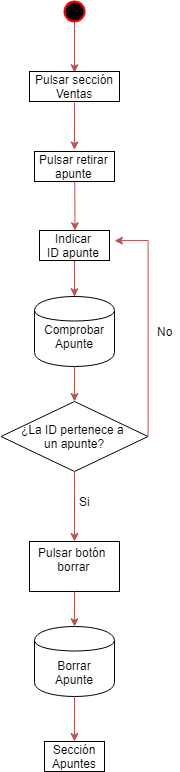 Pulsar sección
Ventas
Pulsar retirar
apunte
Indicar
ID apunte
Comprobar
Apunte
No
¿La ID pertenece a
un apunte?
Si
Pulsar botón
borrar
Borrar
Apunte
Sección
Apuntes